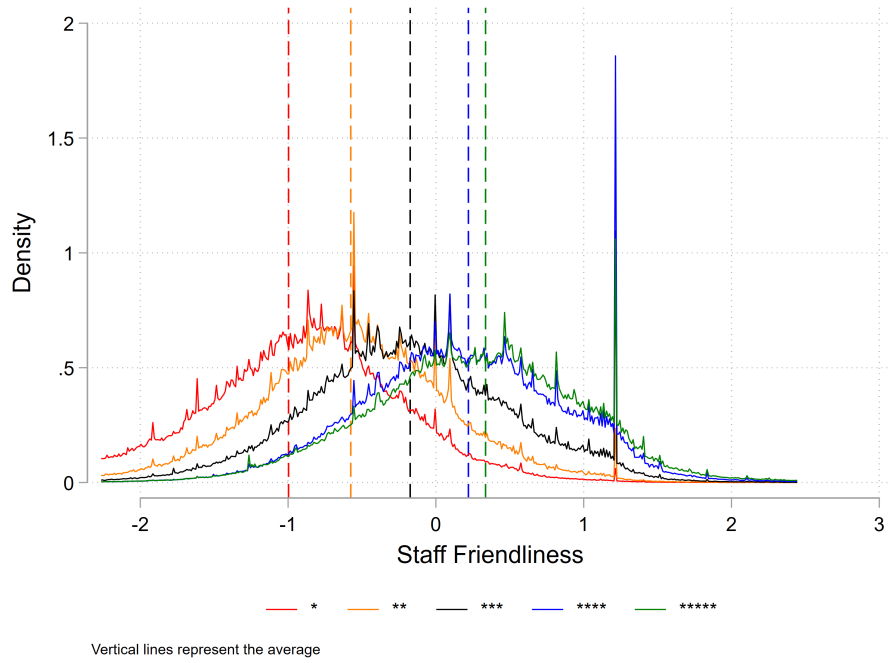 2
1.5
1
.5
0
Density
-2 -1 0 1 2 3
Staff Friendliness
* ** *** **** *****
Vertical lines represent the average